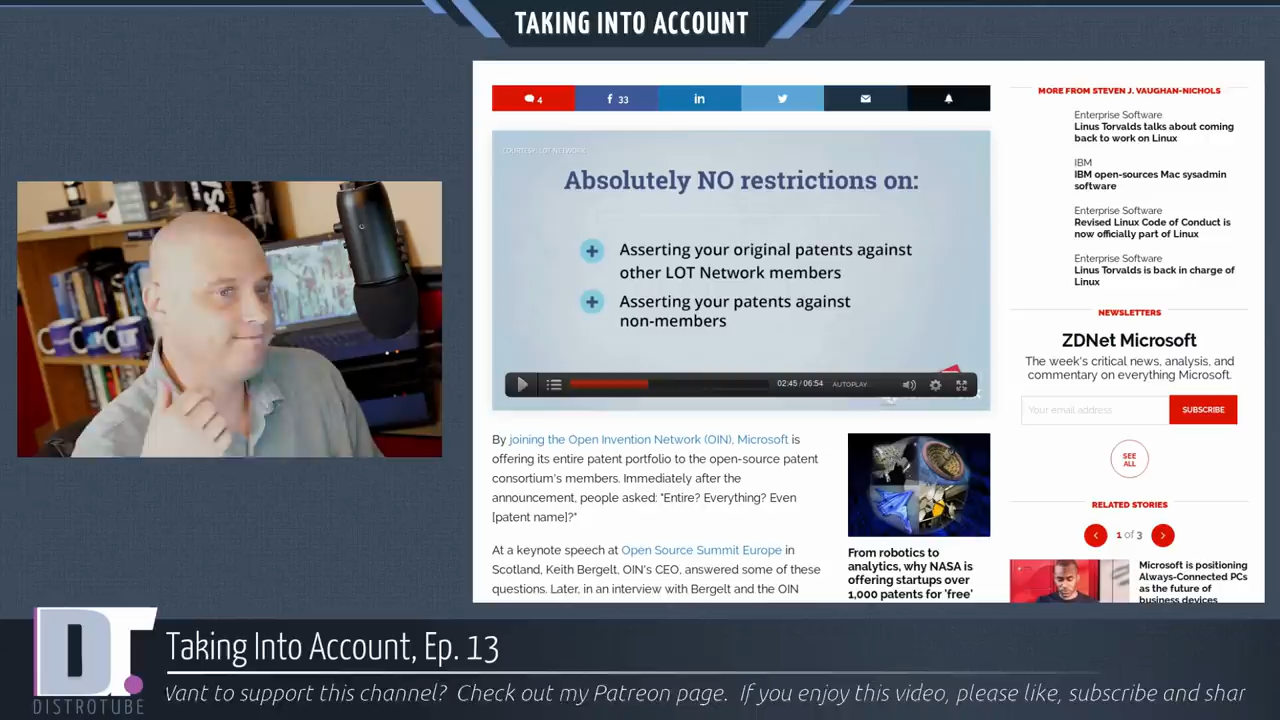 TAKING INTO ACCOUNT
4
33
in
COURTESY: LOT NETWORK
Absolutely NO restrictions on:
Asserting your original patents against
other LOT Network members
Asserting your patents against
non-members
02:45 / 06:54
AUTOPLAY
By joining the Open Invention Network (OIN), Microsoft is
offering its entire patent portfolio to the open-source patent
consortium's members. Immediately after the
announcement, people asked: "Entire? Everything? Even
[patent name]?"
At a keynote speech at Open Source Summit Europe in
Scotland, Keith Bergelt, OIN's CEO, answered some of these
questions. Later, in an interview with Bergelt and the OIN
From robotics to
analytics, why NASA is
offering startups over
1,000 patents for 'free'
MORE FROM STEVEN J. VAUGHAN-NICHOLS
Enterprise Software
Linus Torvalds talks about coming
back to work on Linux
IBM
IBM open-sources Mac sysadmin
software
Enterprise Software
Revised Linux Code of Conduct is
now officially part of Linux
Enterprise Software
Linus Torvalds is back in charge of
Linux
NEWSLETTERS
ZDNet Microsoft
The week's critical news, analysis, and
commentary on everything Microsoft.
Your email address
SUBSCRIBE
SEE
ALL
RELATED STORIES
1 of 3
Microsoft is positioning
Always-Connected PCs
as the future of
business devices
DT
DISTROTUBE
Taking Into Account, Ep. 13
Want to support this channel? Check out my Patreon page. If you enjoy this video, please like, subscribe and shar